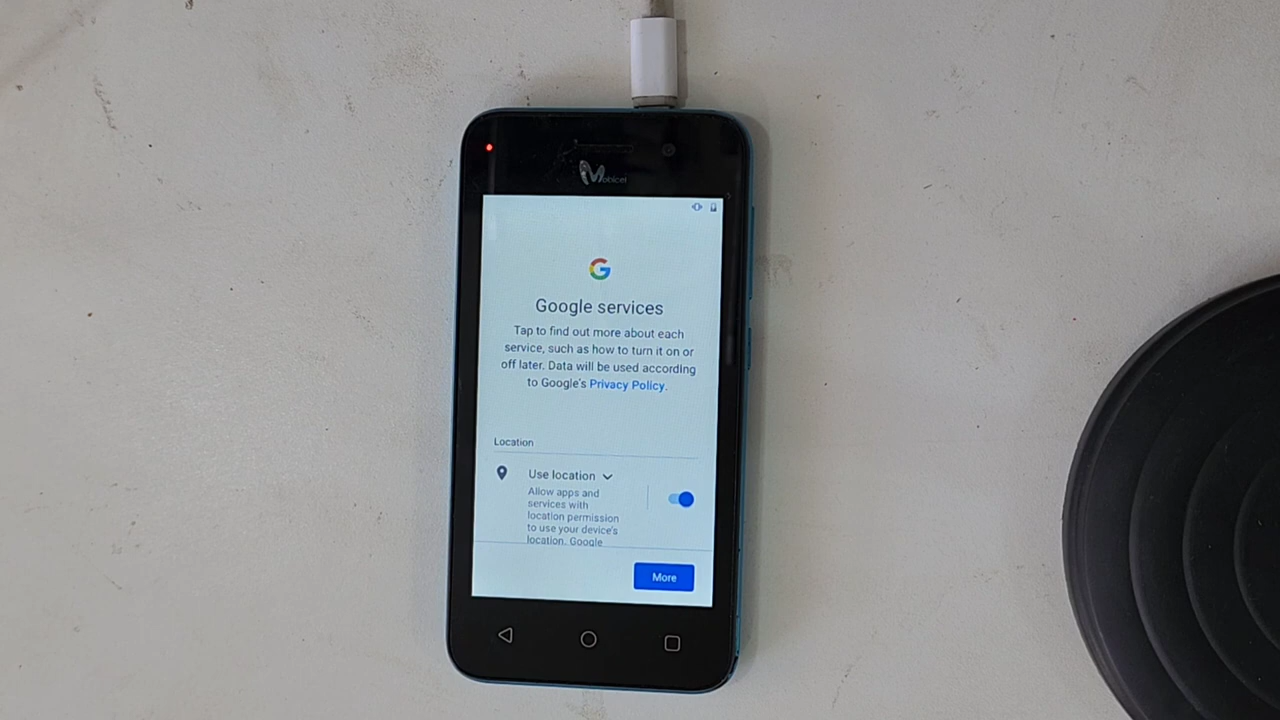 Mobicel
Google services
Tap to find out more about each
service, such as how to turn it on or
off later. Data will be used according
to Google's Privacy Policy.
Location
Use location
Allow apps and
services with
location permission
to use your device's
location. Google
More